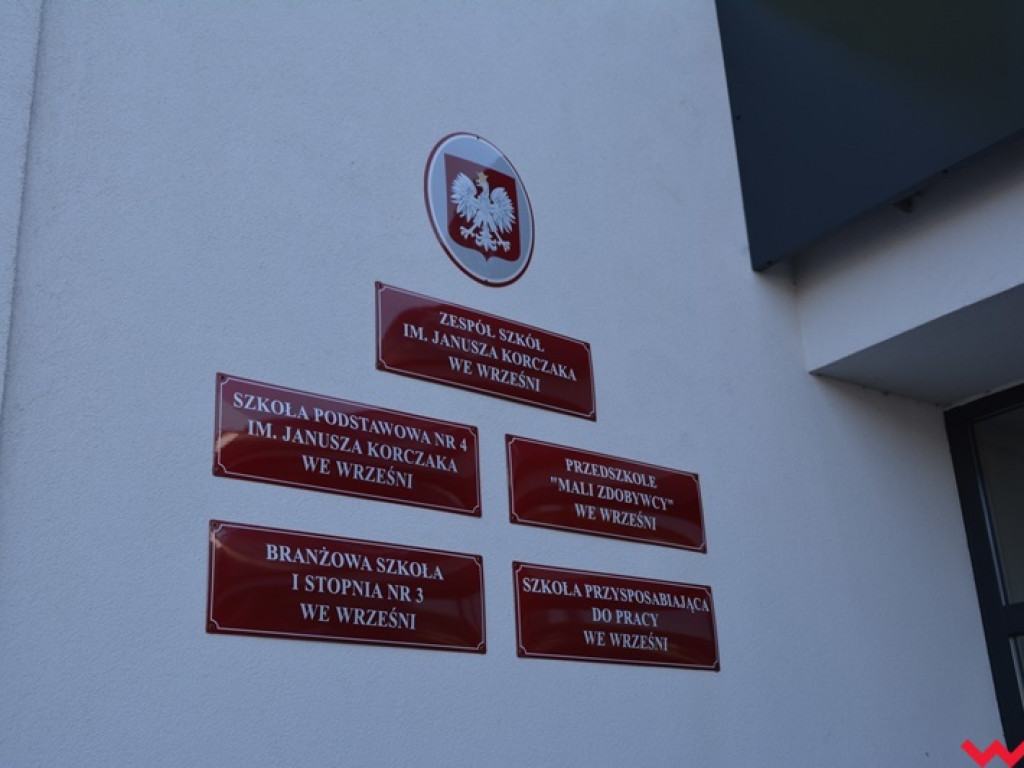 ZESPÓŁ SZKÓŁ
IM. JANUSZA KORCZAKA
WE WRZEŚNI
SZKOŁA PODSTAWOWA NR 4
IM. JANUSZA KORCZAKA
WE WRZEŚNI
PRZEDSZKOLE
"MALI ZDOBYWCY"
WE WRZEŚNI
BRANŻOWA SZKOŁA
I STOPNIA NR 3
WE WRZEŚNI
SZKOŁA PRZYSPOSABIAJĄCA
DO PRACY
WE WRZEŚNI